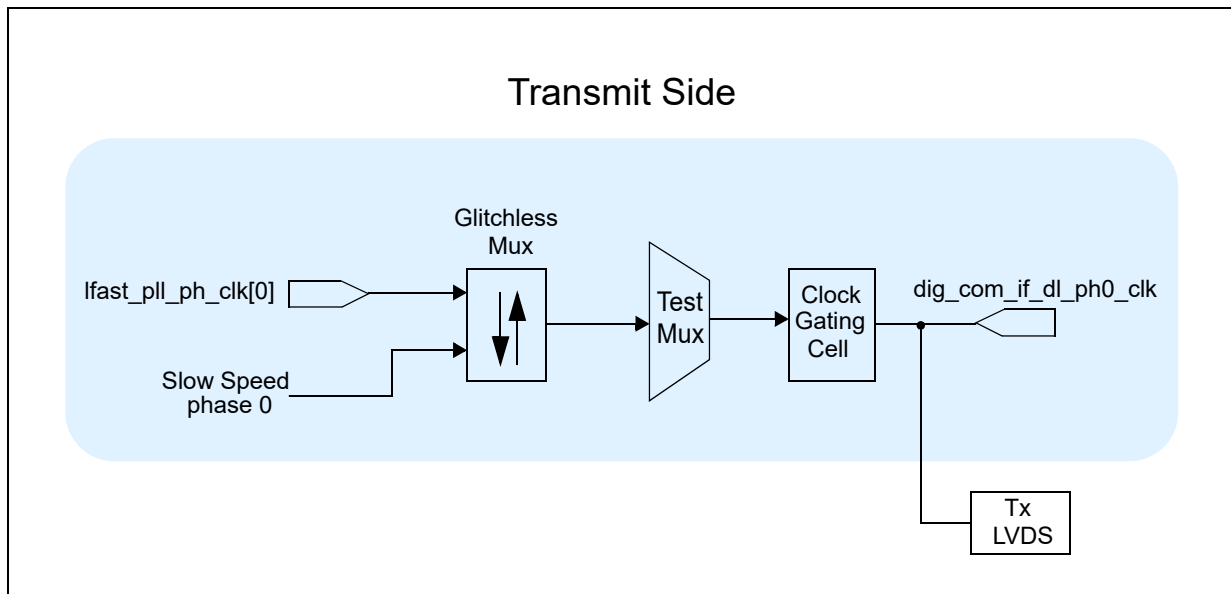 Transmit Side
Glitchless
Mux
lfast_pll_ph_clk[0]
Slow Speed
phase 0
Test
Mux
Clock
Gating
Cell
dig_com_if_dl_ph0_clk
Tx
LVDS